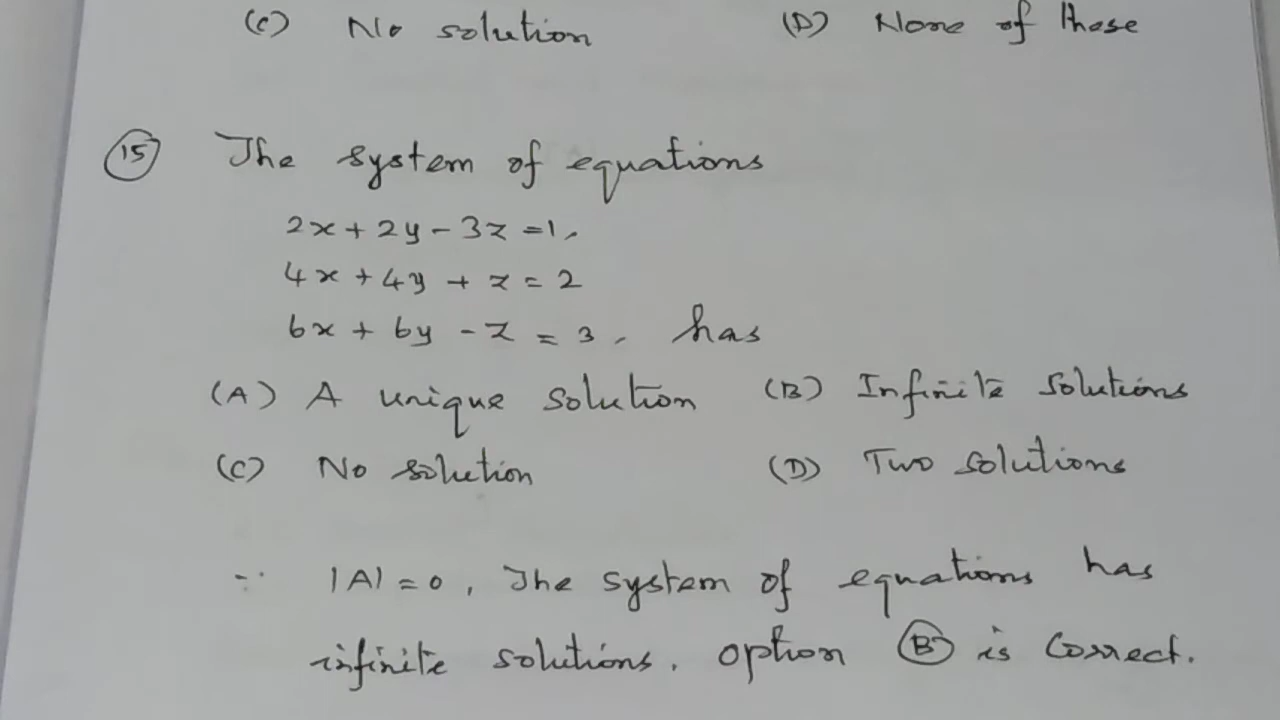 (C) No solution (D) None of these
15 The system of equations
2x + 2y - 3z = 1,
4x + 4y + z = 2
6x + 6y - z = 3, has
(A) A unique solution (B) Infinite solutions
(C) No solution (D) Two solutions
∵ |A| = 0, The system of equations has
infinite solutions. option B is correct.